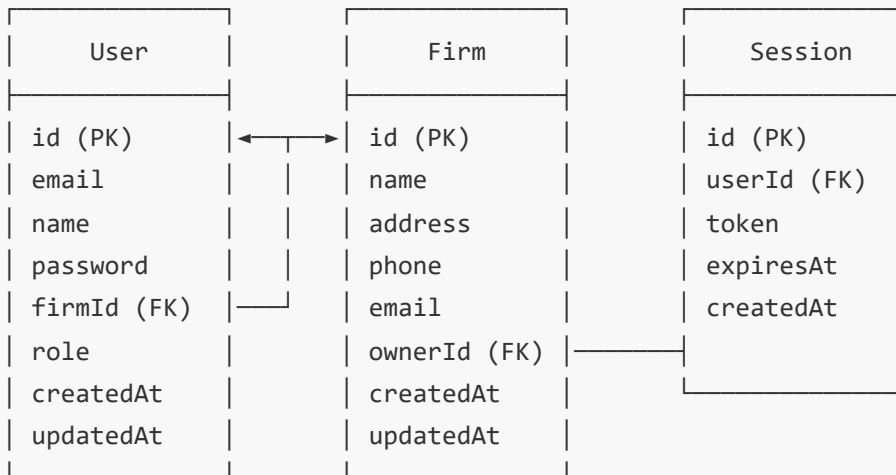 User Firm Session
id (PK) id (PK) id (PK)
email name userId (FK)
name address token
password phone expiresAt
firmId (FK) email createdAt
role ownerId (FK)
createdAt createdAt
updatedAt updatedAt